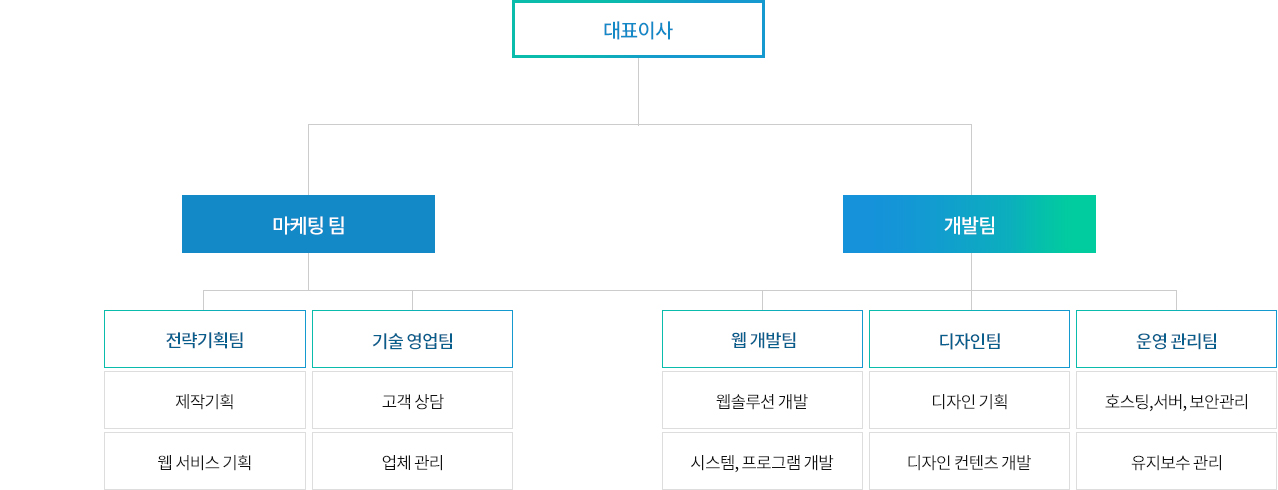 대표이사
마케팅 팀
개발팀
전략기획팀
기술 영업팀
웹 개발팀
디자인팀
운영 관리팀
제작기획
고객 상담
웹솔루션 개발
디자인 기획
호스팅,서버, 보안관리
웹 서비스 기획
업체 관리
시스템, 프로그램 개발
디자인 컨텐츠 개발
유지보수 관리